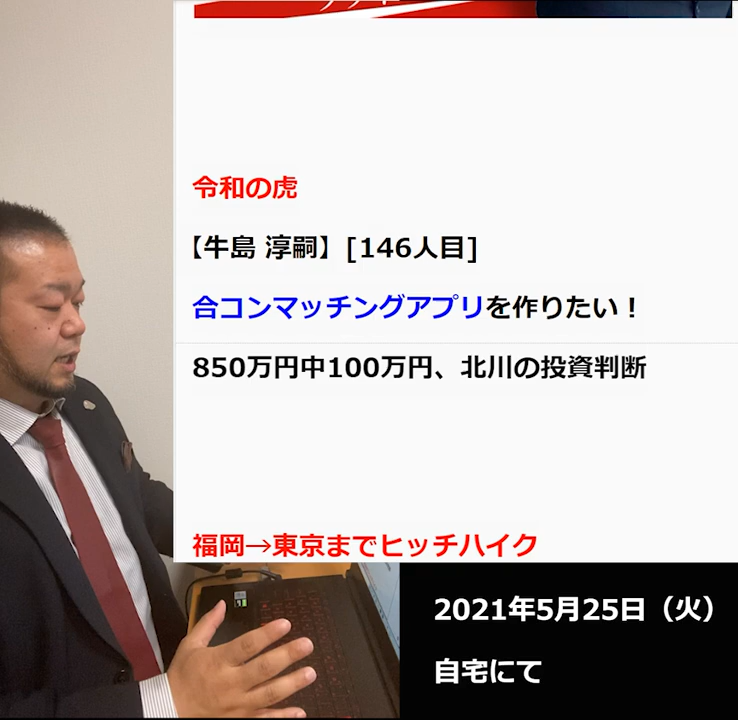 令和の虎
【牛島 淳嗣】[146人目]
合コンマッチングアプリを作りたい！
850万円中100万円、北川の投資判断
福岡→東京までヒッチハイク
2021年5月25日（火）
自宅にて